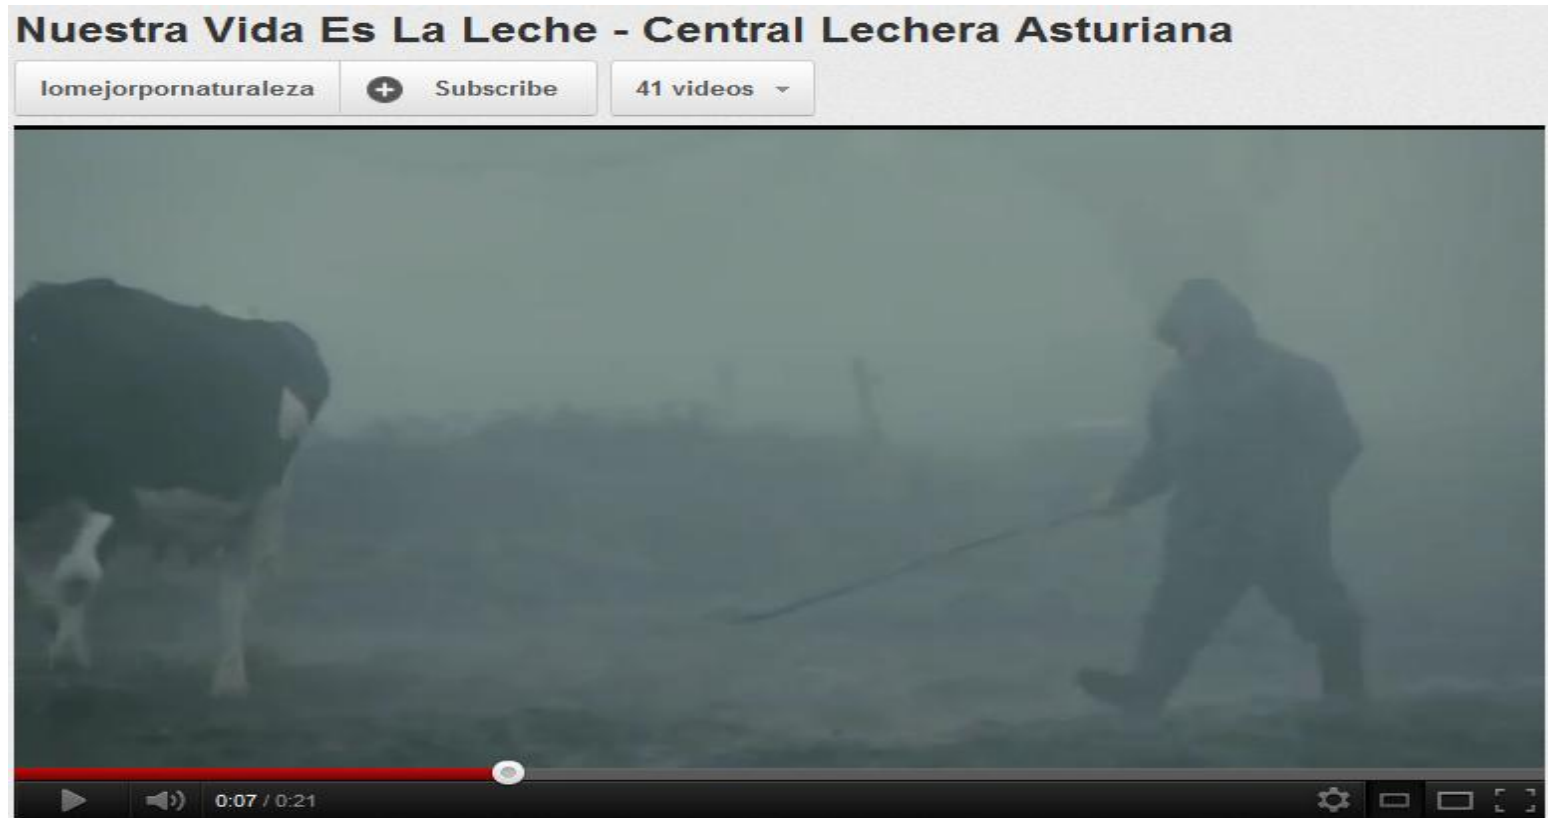 Nuestra Vida Es La Leche - Central Lechera Asturiana
lomejorpornaturaleza Subscribe 41 videos
0:07 / 0:21